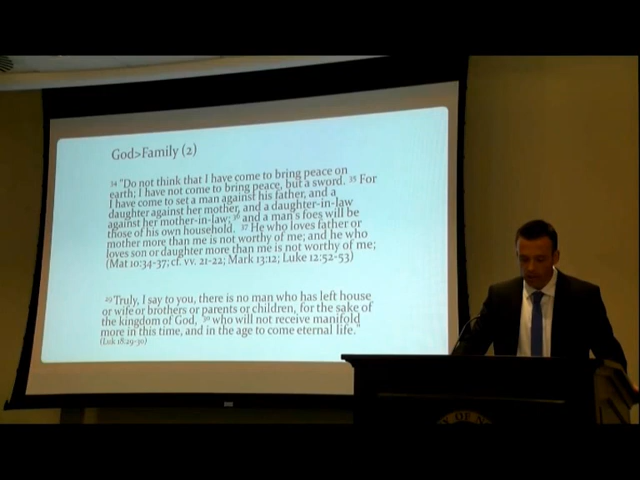 God>Family (2)
34 "Do not think that I have come to bring peace on
earth; I have not come to bring peace, but a sword. 35 For
I have come to set a man against his father, and a
daughter against her mother, and a daughter-in-law
against her mother-in-law; 36 and a man's foes will be
those of his own household. 37 He who loves father or
mother more than me is not worthy of me; and he who
loves son or daughter more than me is not worthy of me;
(Mat 10:34-37; cf. vv. 21-22; Mark 13:12; Luke 12:52-53)
29 Truly, I say to you, there is no man who has left house
or wife or brothers or parents or children, for the sake of
the kingdom of God, 30 who will not receive manifold
more in this time, and in the age to come eternal life."
(Luk 18:29-30)
OF